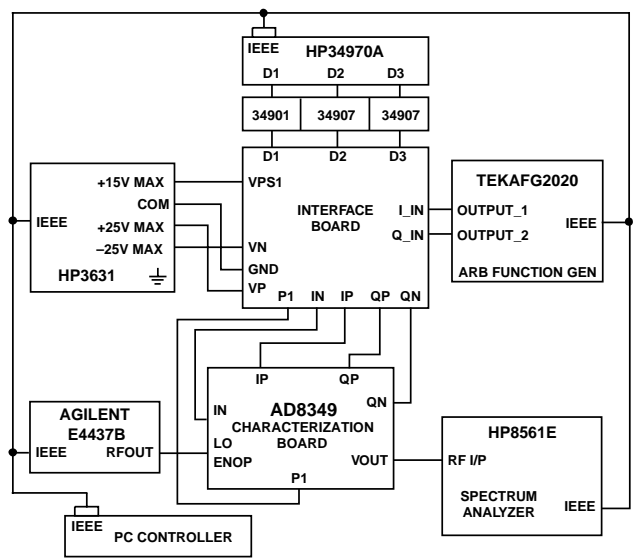 IEEE
HP34970A
D1 D2 D3
34901 34907 34907
D1 D2 D3
+15V MAX
COM
+25V MAX
–25V MAX
IEEE
HP3631
VPS1
VN
GND
VP
INTERFACE
BOARD
I_IN
Q_IN
P1 IN IP QP QN
TEKAFG2020
OUTPUT_1
OUTPUT_2
IEEE
ARB FUNCTION GEN
IP QP
IN
QN
AD8349
CHARACTERIZATION
BOARD
LO
ENOP
VOUT
P1
AGILENT
E4437B
IEEE RFOUT
HP8561E
RF I/P
SPECTRUM
ANALYZER
IEEE
IEEE
PC CONTROLLER